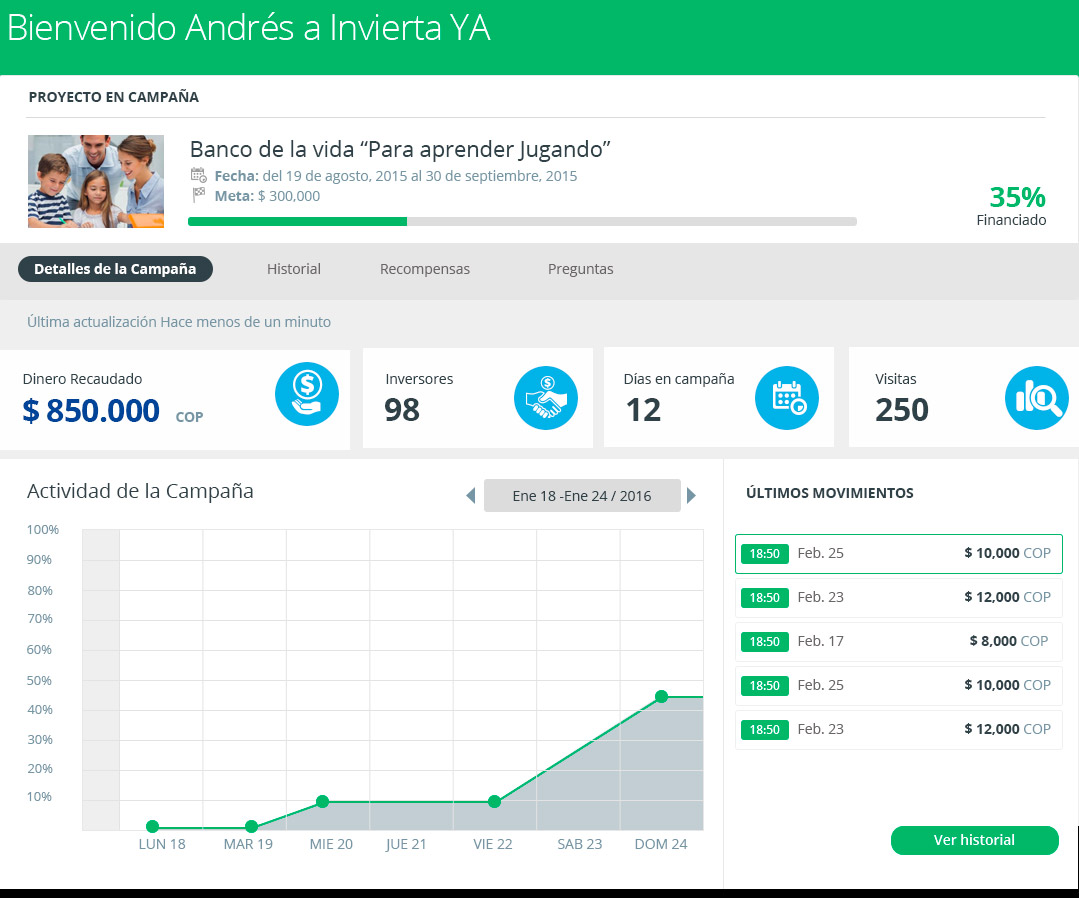 Bienvenido Andrés a Invierta YA
PROYECTO EN CAMPAÑA
Banco de la vida “Para aprender Jugando”
Fecha: del 19 de agosto, 2015 al 30 de septiembre, 2015
Meta: $ 300,000
35%
Financiado
Detalles de la Campaña Historial Recompensas Preguntas
Última actualización Hace menos de un minuto
Dinero Recaudado
$ 850.000 COP
Inversores
98
Días en campaña
12
Visitas
250
Actividad de la Campaña
Ene 18 -Ene 24 / 2016
100%
90%
80%
70%
60%
50%
40%
30%
20%
10%
LUN 18 MAR 19 MIE 20 JUE 21 VIE 22 SAB 23 DOM 24
ÚLTIMOS MOVIMIENTOS
18:50 Feb. 25 $ 10,000 COP
18:50 Feb. 23 $ 12,000 COP
18:50 Feb. 17 $ 8,000 COP
18:50 Feb. 25 $ 10,000 COP
18:50 Feb. 23 $ 12,000 COP
Ver historial